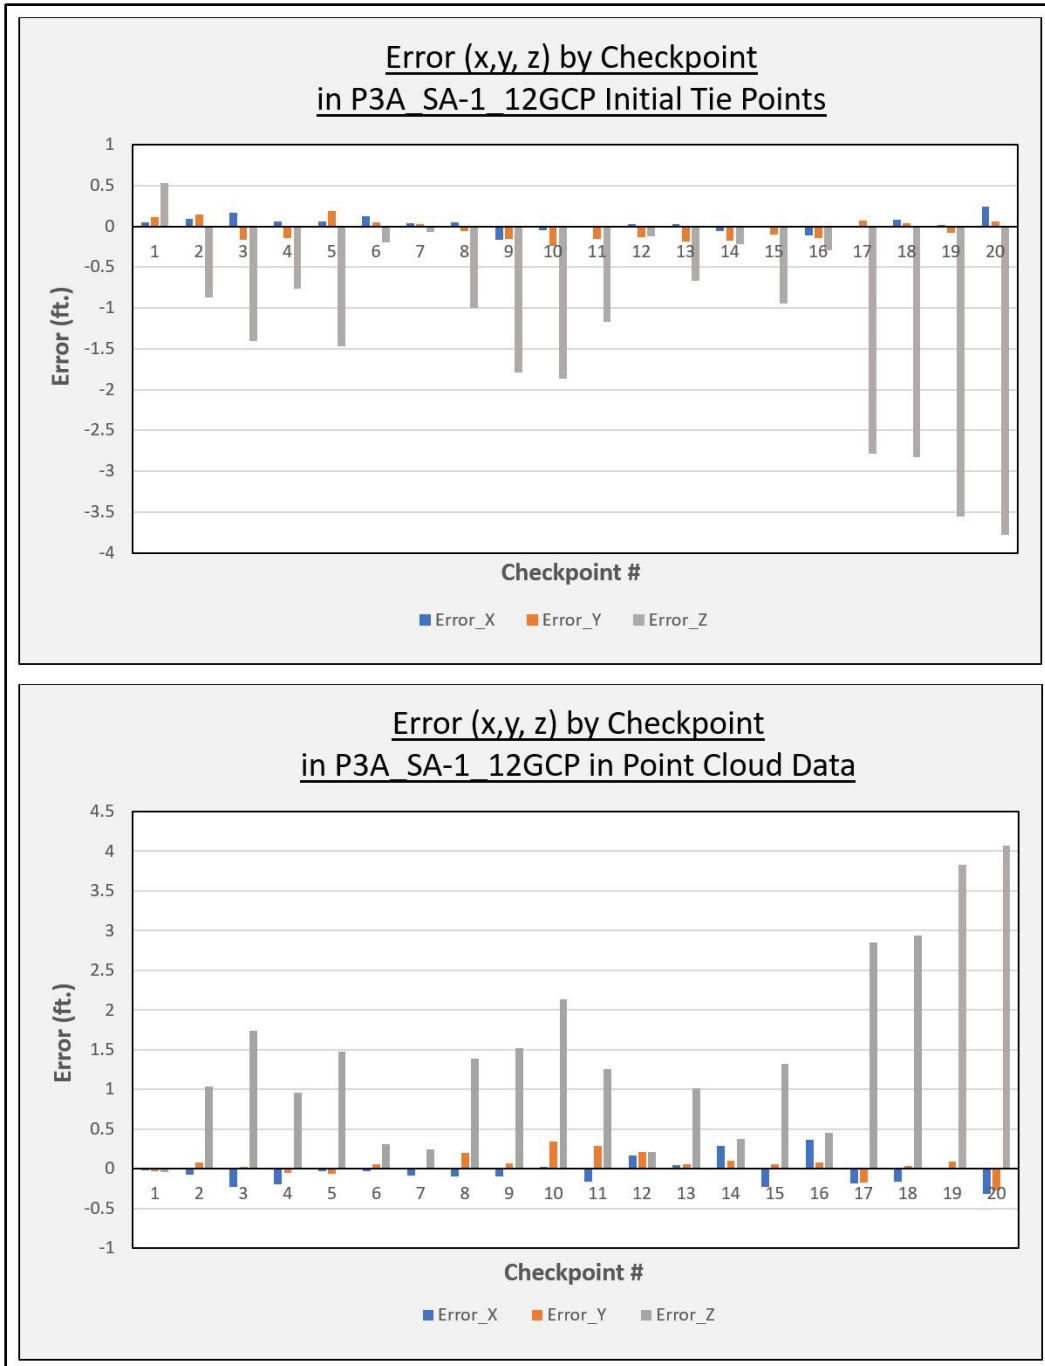 Error (x,y, z) by Checkpoint
in P3A_SA-1_12GCP Initial Tie Points
1
0.5
0
-0.5
-1
-1.5
-2
-2.5
-3
-3.5
-4
Error (ft.)
1 2 3 4 5 6 7 8 9 10 11 12 13 14 15 16 17 18 19 20
Checkpoint #
Error_X Error_Y Error_Z
Error (x,y, z) by Checkpoint
in P3A_SA-1_12GCP in Point Cloud Data
4.5
4
3.5
3
2.5
2
1.5
1
0.5
0
-0.5
-1
Error (ft.)
1 2 3 4 5 6 7 8 9 10 11 12 13 14 15 16 17 18 19 20
Checkpoint #
Error_X Error_Y Error_Z